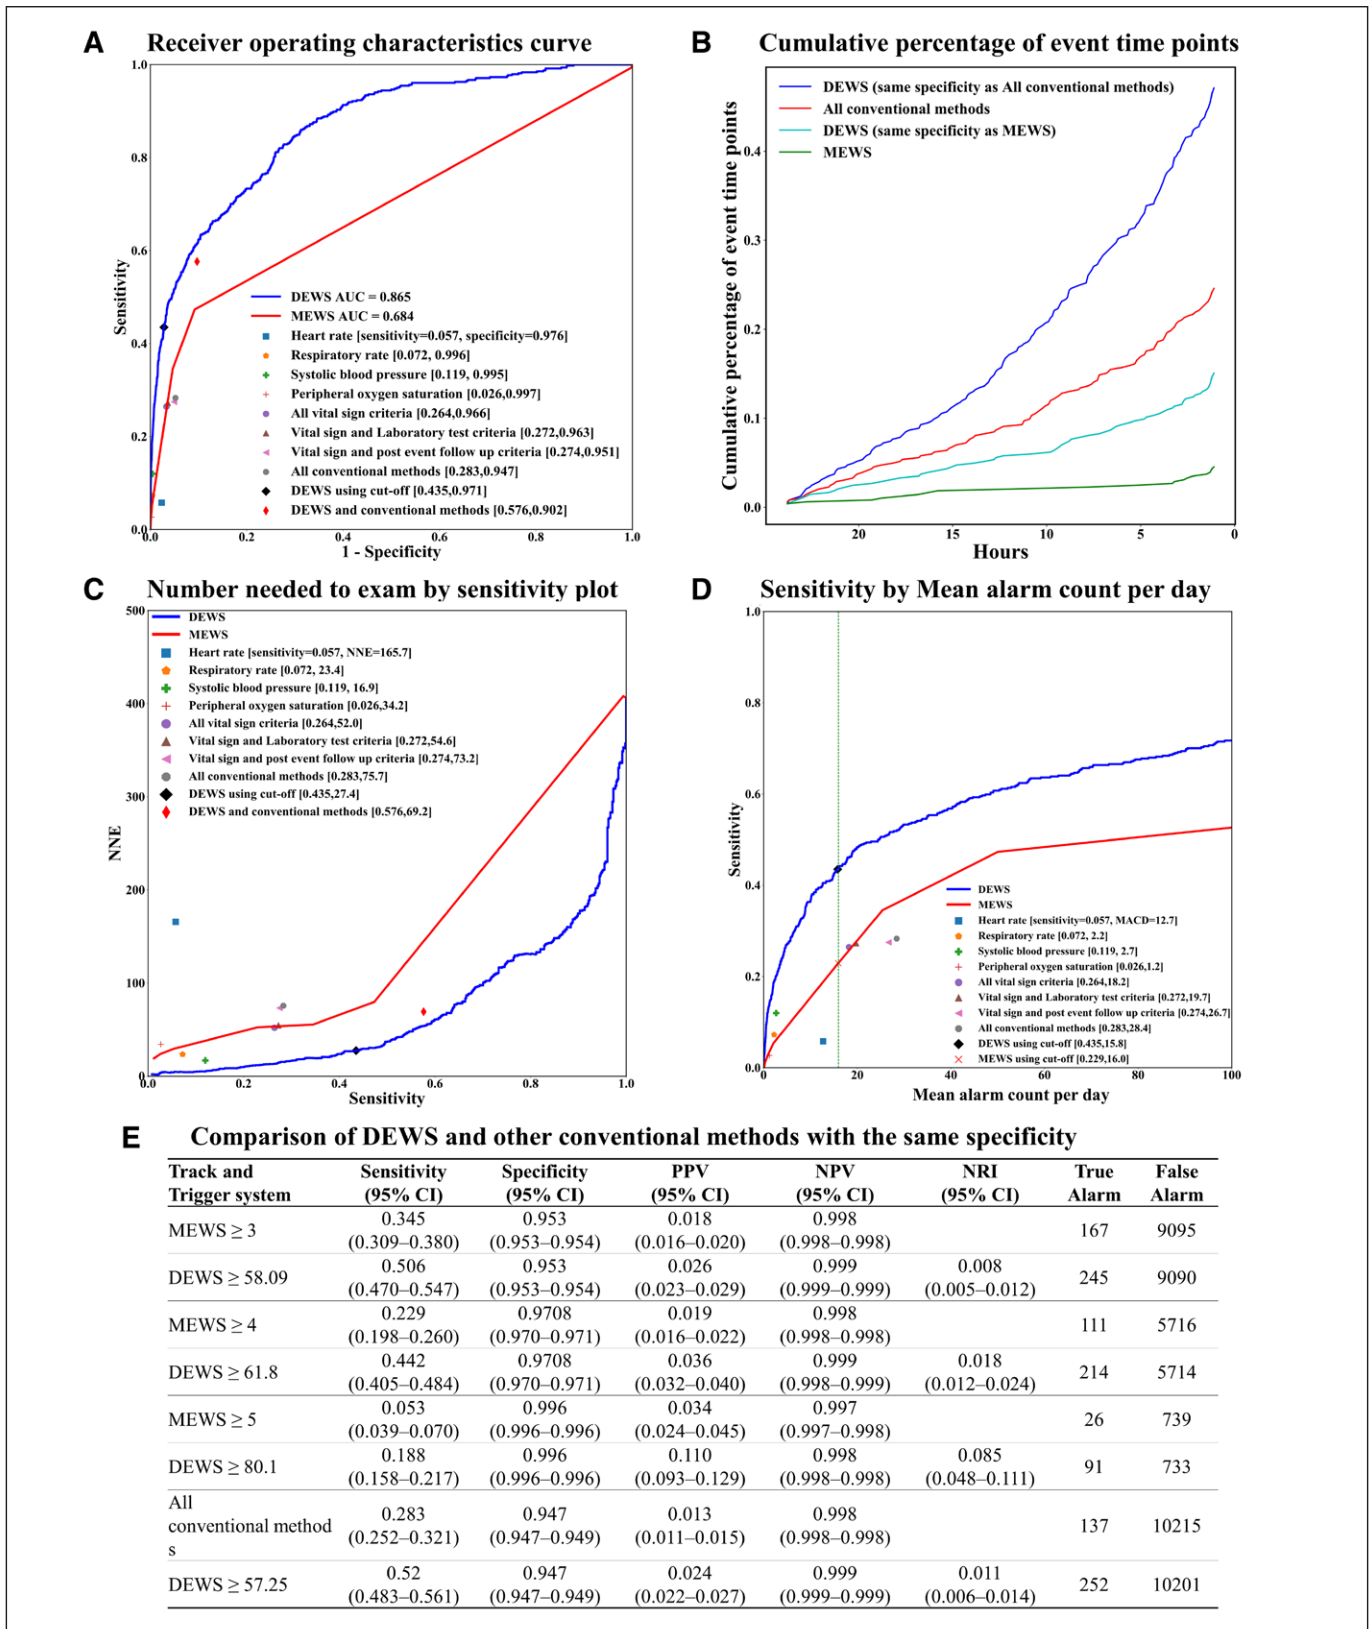 A Receiver operating characteristics curve
1.0
0.8
0.6
0.4
0.2
0.0
Sensitivity
DEWS AUC = 0.865
MEWS AUC = 0.684
Heart rate [sensitivity=0.057, specificity=0.976]
Respiratory rate [0.072, 0.996]
Systolic blood pressure [0.119, 0.995]
Peripheral oxygen saturation [0.026,0.997]
All vital sign criteria [0.264,0.966]
Vital sign and Laboratory test criteria [0.272,0.963]
Vital sign and post event follow up criteria [0.274,0.951]
All conventional methods [0.283,0.947]
DEWS using cut-off [0.435,0.971]
DEWS and conventional methods [0.576,0.902]
0.0 0.2 0.4 0.6 0.8 1.0
1 - Specificity
B Cumulative percentage of event time points
DEWS (same specificity as All conventional methods)
All conventional methods
DEWS (same specificity as MEWS)
MEWS
0.4
0.3
0.2
0.1
0.0
Cumulative percentage of event time points
20 15 10 5 0
Hours
C Number needed to exam by sensitivity plot
500
400
300
200
100
0
NNE
DEWS
MEWS
Heart rate [sensitivity=0.057, NNE=165.7]
Respiratory rate [0.072, 23.4]
Systolic blood pressure [0.119, 16.9]
Peripheral oxygen saturation [0.026,34.2]
All vital sign criteria [0.264,52.0]
Vital sign and Laboratory test criteria [0.272,54.6]
Vital sign and post event follow up criteria [0.274,73.2]
All conventional methods [0.283,75.7]
DEWS using cut-off [0.435,27.4]
DEWS and conventional methods [0.576,69.2]
0.0 0.2 0.4 0.6 0.8 1.0
Sensitivity
D Sensitivity by Mean alarm count per day
1.0
0.8
0.6
0.4
0.2
0.0
Sensitivity
DEWS
MEWS
Heart rate [sensitivity=0.057, MACD=12.7]
Respiratory rate [0.072, 2.2]
Systolic blood pressure [0.119, 2.7]
Peripheral oxygen saturation [0.026,1.2]
All vital sign criteria [0.264,18.2]
Vital sign and Laboratory test criteria [0.272,19.7]
Vital sign and post event follow up criteria [0.274,26.7]
All conventional methods [0.283,28.4]
DEWS using cut-off [0.435,15.8]
MEWS using cut-off [0.229,16.0]
0 20 40 60 80 100
Mean alarm count per day
E Comparison of DEWS and other conventional methods with the same specificity
Track and Sensitivity Specificity PPV NPV NRI True False
Trigger system (95% CI) (95% CI) (95% CI) (95% CI) (95% CI) Alarm Alarm
0.345 0.953 0.018 0.998
MEWS ≥ 3 167 9095
(0.309–0.380) (0.953–0.954) (0.016–0.020) (0.998–0.998)
0.506 0.953 0.026 0.999 0.008
DEWS ≥ 58.09 245 9090
(0.470–0.547) (0.953–0.954) (0.023–0.029) (0.999–0.999) (0.005–0.012)
0.229 0.9708 0.019 0.998
MEWS ≥ 4 111 5716
(0.198–0.260) (0.970–0.971) (0.016–0.022) (0.998–0.998)
0.442 0.9708 0.036 0.999 0.018
DEWS ≥ 61.8 214 5714
(0.405–0.484) (0.970–0.971) (0.032–0.040) (0.998–0.999) (0.012–0.024)
0.053 0.996 0.034 0.997
MEWS ≥ 5 26 739
(0.039–0.070) (0.996–0.996) (0.024–0.045) (0.997–0.998)
0.188 0.996 0.110 0.998 0.085
DEWS ≥ 80.1 91 733
(0.158–0.217) (0.996–0.996) (0.093–0.129) (0.998–0.998) (0.048–0.111)
All
0.283 0.947 0.013 0.998
conventional method 137 10215
(0.252–0.321) (0.947–0.949) (0.011–0.015) (0.998–0.998)
s
0.52 0.947 0.024 0.999 0.011
DEWS ≥ 57.25 252 10201
(0.483–0.561) (0.947–0.949) (0.022–0.027) (0.999–0.999) (0.006–0.014)